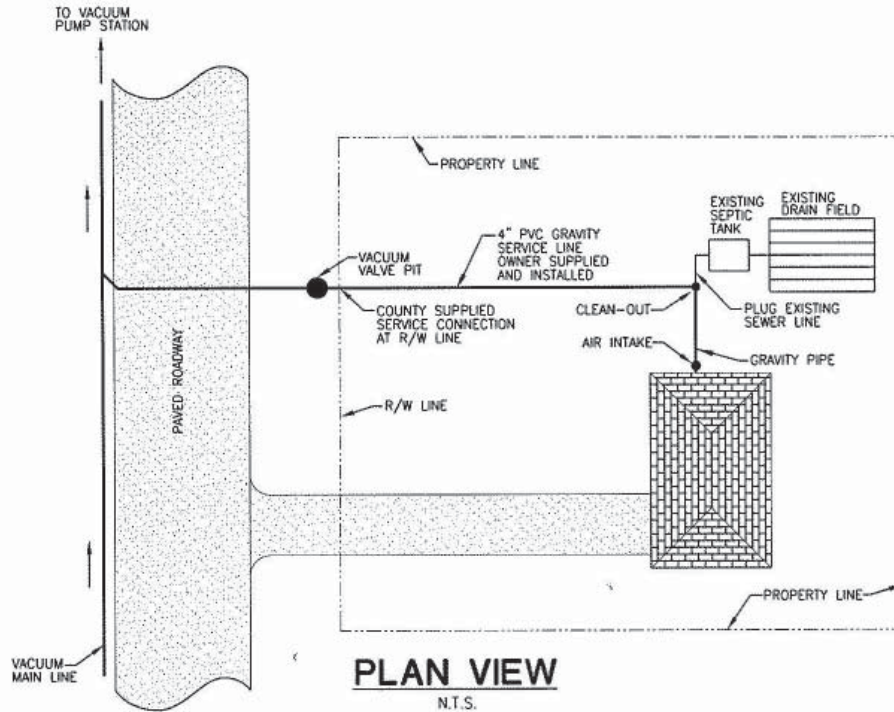 TO VACUUM
PUMP STATION
PROPERTY LINE
EXISTING
SEPTIC
TANK
EXISTING
DRAIN FIELD
4" PVC GRAVITY
SERVICE LINE
OWNER SUPPLIED
AND INSTALLED
VACUUM
VALVE PIT
COUNTY SUPPLIED
SERVICE CONNECTION
AT R/W LINE
CLEAN-OUT
PLUG EXISTING
SEWER LINE
AIR INTAKE
GRAVITY PIPE
PAVED ROADWAY
R/W LINE
PROPERTY LINE
VACUUM
MAIN LINE
PLAN VIEW
N.T.S.